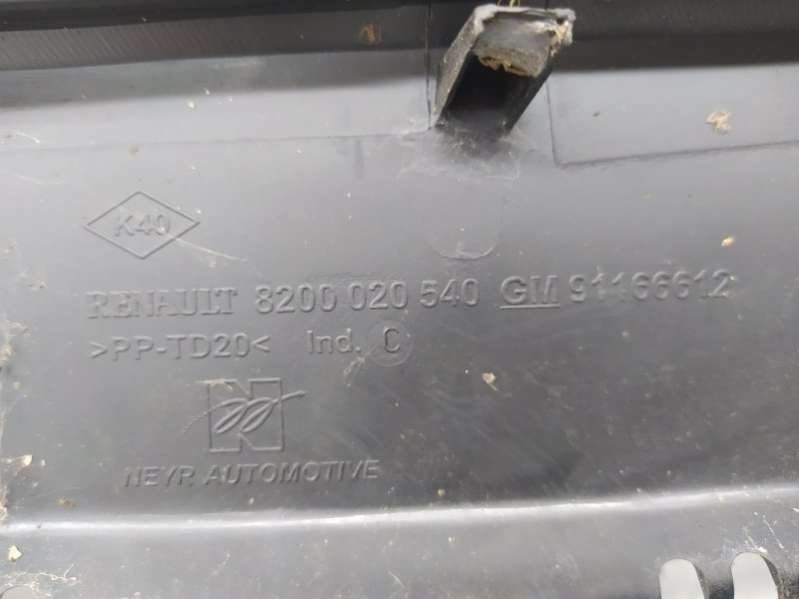 K40
RENAULT 8200 020 540 GM 91166612
>PP-TD20< Ind. C
N
NEYR AUTOMOTIVE